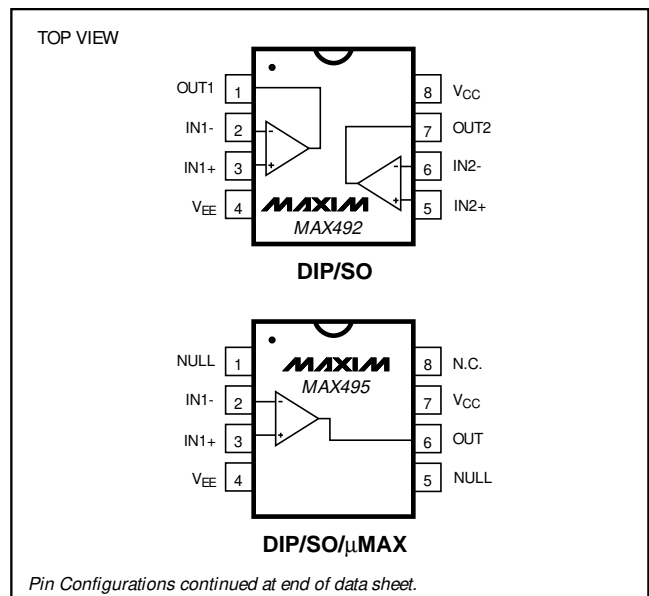 TOP VIEW
OUT1 1
8 VCC
IN1- 2 -
7 OUT2
IN1+ 3 +
- 6 IN2-
VEE 4
+ 5 IN2+
MAXIM
MAX492
DIP/SO
NULL 1
MAXIM
8 N.C.
MAX495
IN1- 2 -
7 VCC
IN1+ 3 +
6 OUT
VEE 4
5 NULL
DIP/SO/μMAX
Pin Configurations continued at end of data sheet.